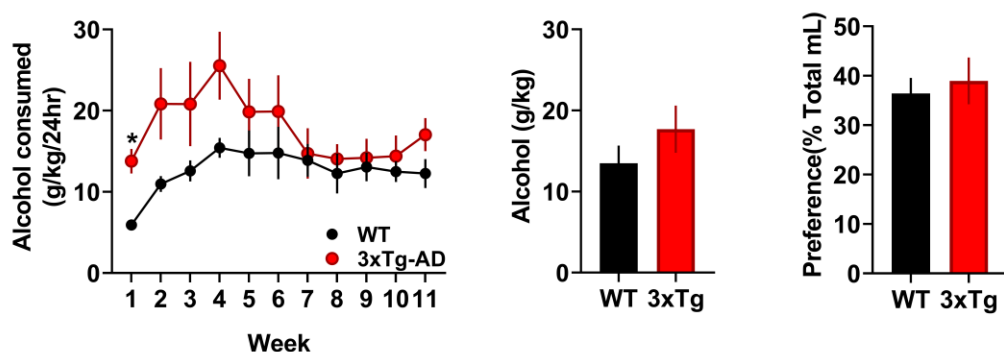 Alcohol consumed
(g/kg/24hr)
30
20
10
0
*
WT
3xTg-AD
1 2 3 4 5 6 7 8 9 10 11
Week
Alcohol (g/kg)
30
20
10
0
WT 3xTg
Preference(% Total mL)
50
40
30
20
10
0
WT 3xTg